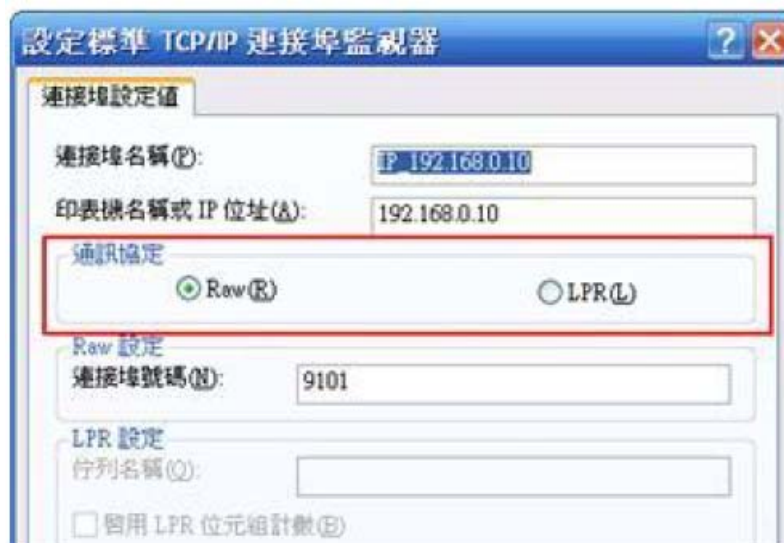 設定標準 TCP/IP 連接埠監視器
連接埠設定值
連接埠名稱(P): IP_192.168.0.10
印表機名稱或 IP 位址(A): 192.168.0.10
通訊協定
Raw(R) LPR(L)
Raw 設定
連接埠號碼(N): 9101
LPR 設定
佇列名稱(Q):
啟用 LPR 位元組計數(B)